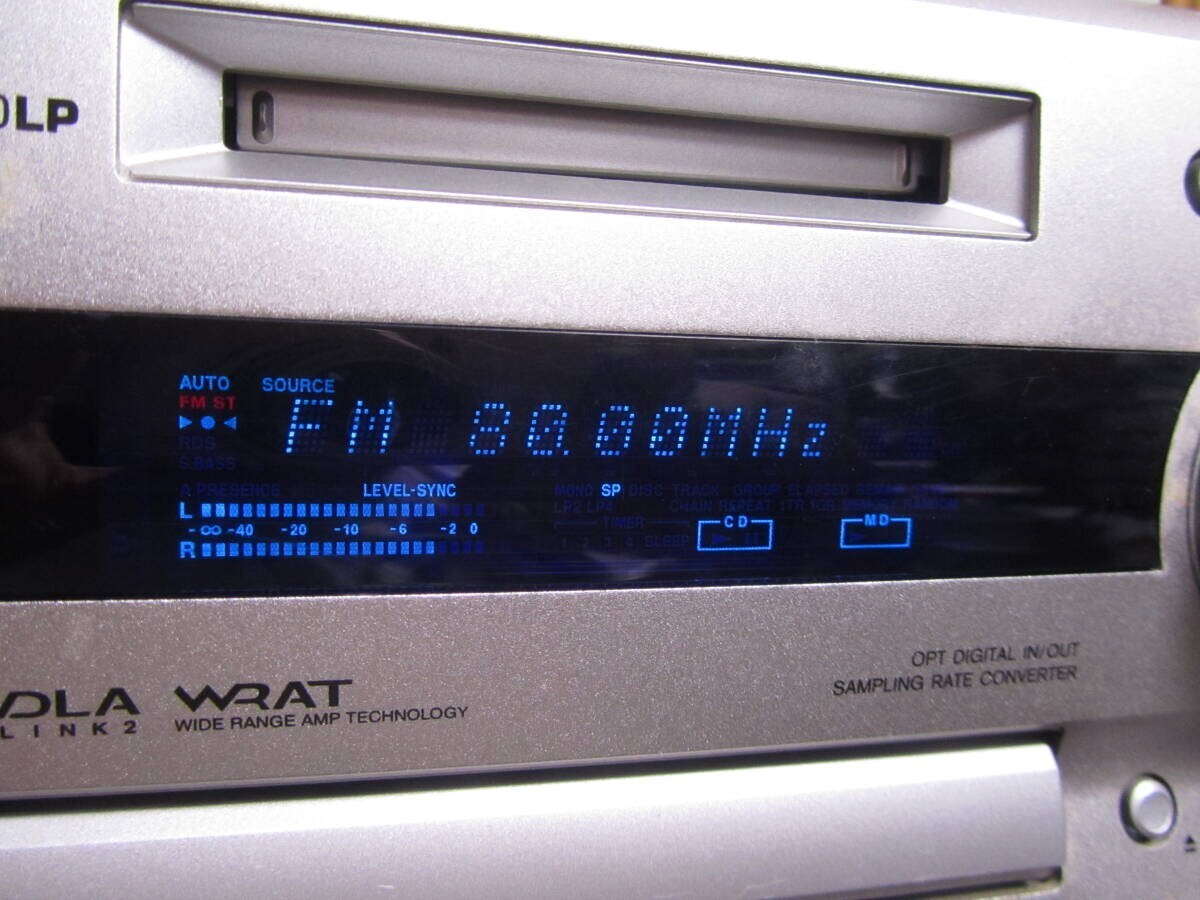 LP
AUTO SOURCE
FM ST
FM 80.00MHz
RDS
S.BASS
A.PRESENCE LEVEL-SYNC
MONO SP DISC TRACK GROUP ELAPSED
L
LP2 LP4 CHAIN REPEAT 1TR
-∞ -40 -20 -10 -6 -2 0
TIMER CD MD
R
1 2 3 4 SLEEP
OPT DIGITAL IN/OUT
SAMPLING RATE CONVERTER
DLA WRAT
LINK2 WIDE RANGE AMP TECHNOLOGY